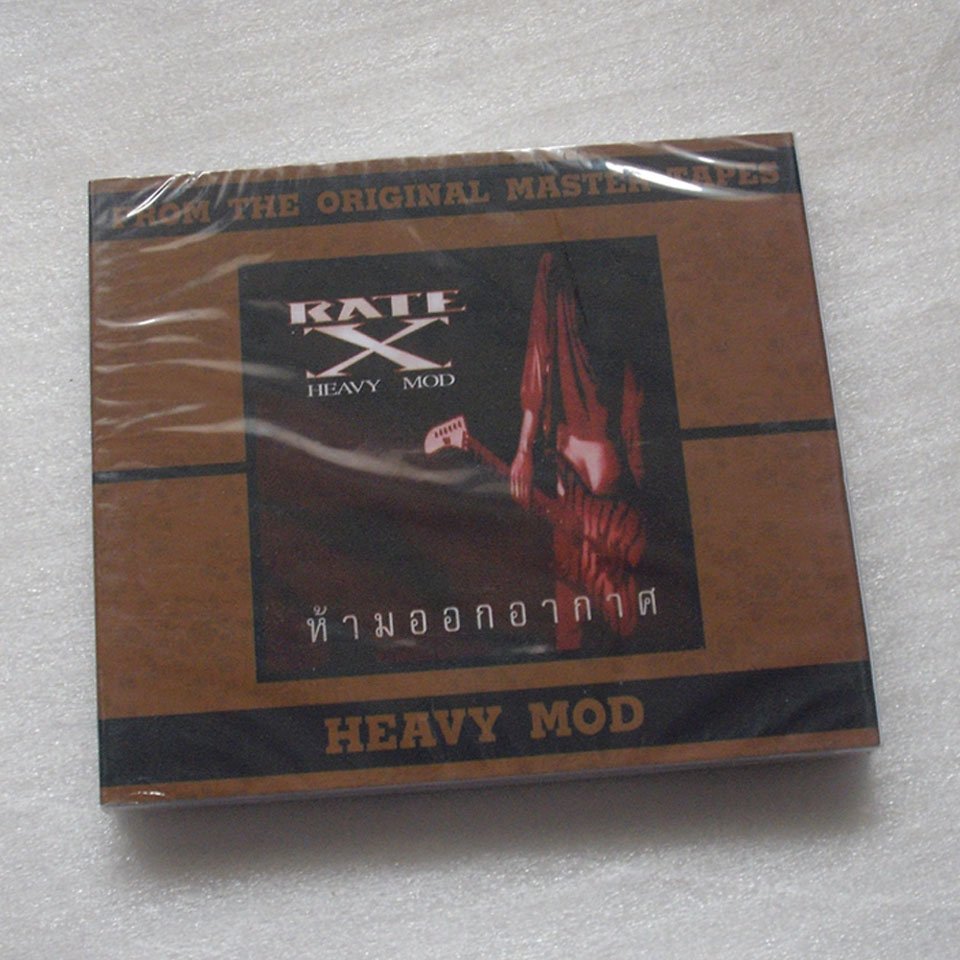 FROM THE ORIGINAL MASTER TAPES
RATE
X
HEAVY MOD
ห้ามออกอากาศ
HEAVY MOD